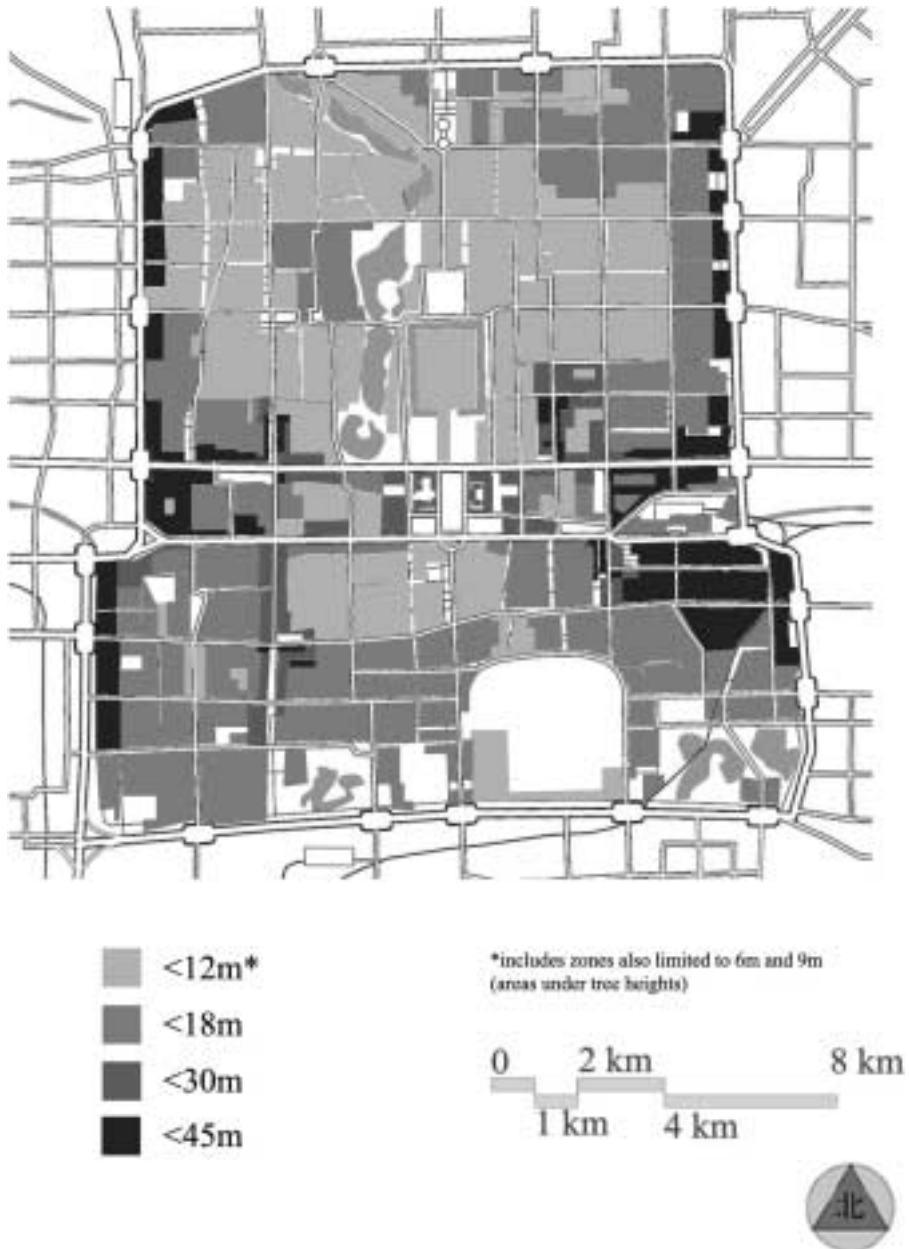 <12m*
<18m
<30m
<45m
*includes zones also limited to 6m and 9m
(areas under tree heights)
0 2 km 8 km
1 km 4 km
北